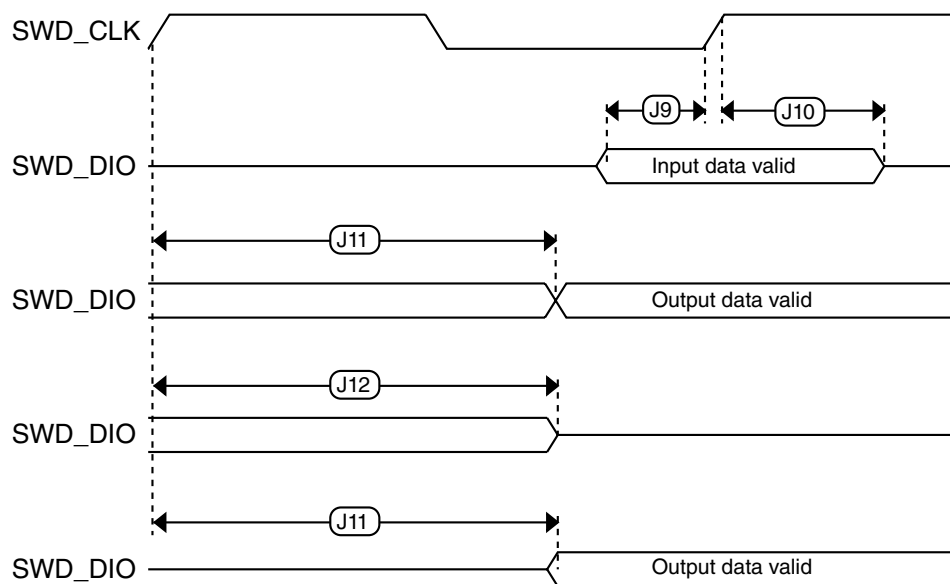 SWD_CLK
J9
J10
SWD_DIO
Input data valid
J11
SWD_DIO
Output data valid
J12
SWD_DIO
J11
SWD_DIO
Output data valid